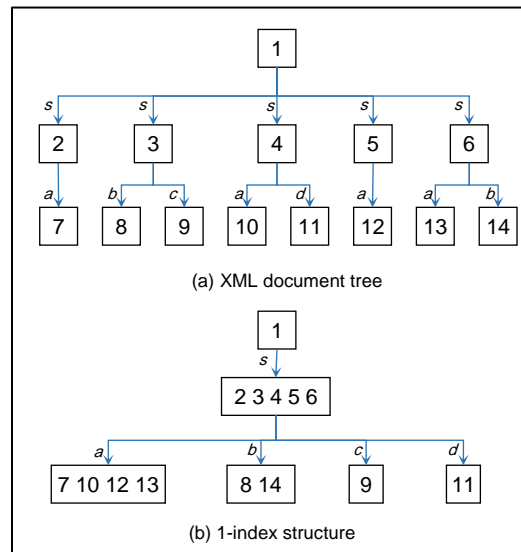 1
s s s s s
2 3 4 5 6
a b c a d a a b
7 8 9 10 11 12 13 14
(a) XML document tree
1
s
2 3 4 5 6
a b c d
7 10 12 13 8 14 9 11
(b) 1-index structure